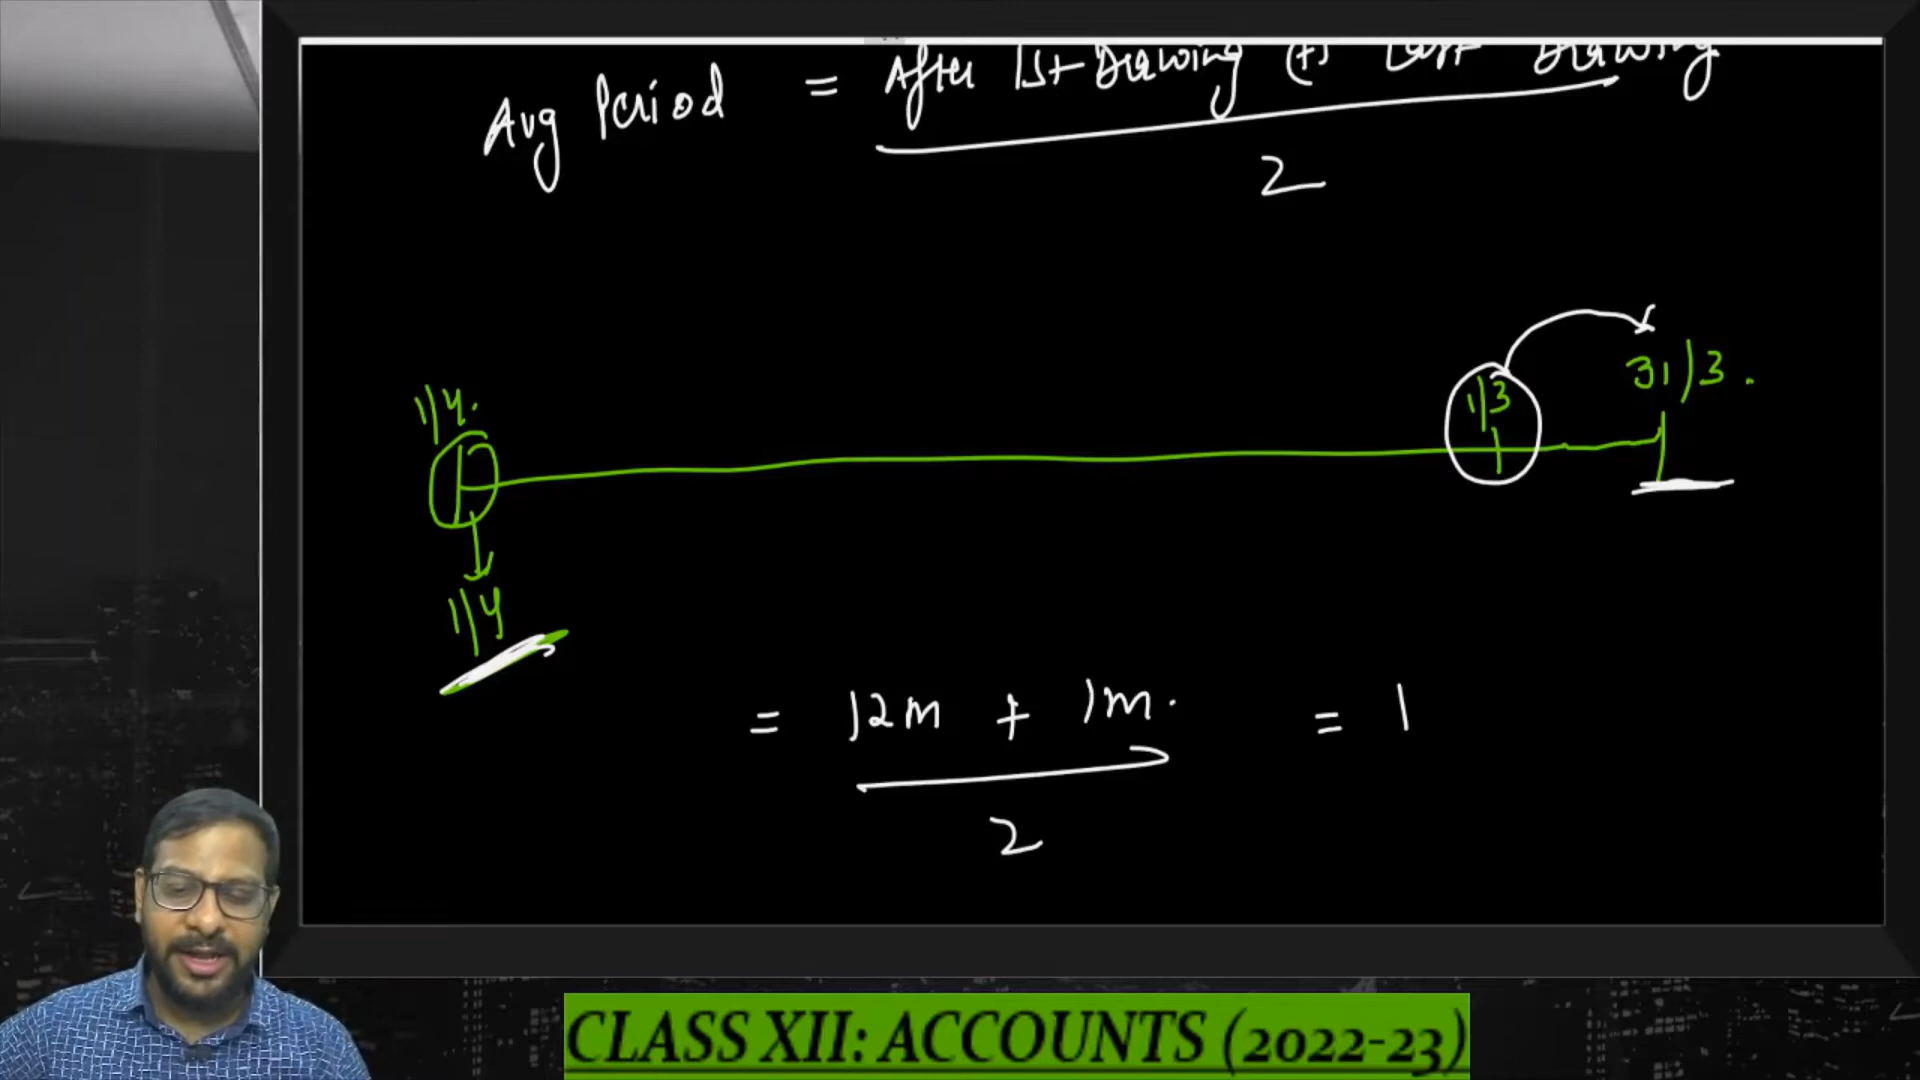 Avg Period = After 1st Drawing (+) Last Drawing
2
1/4.
1/3
31/3.
1/4
= 12m + 1m. = 1
2
CLASS XII: ACCOUNTS (2022-23)